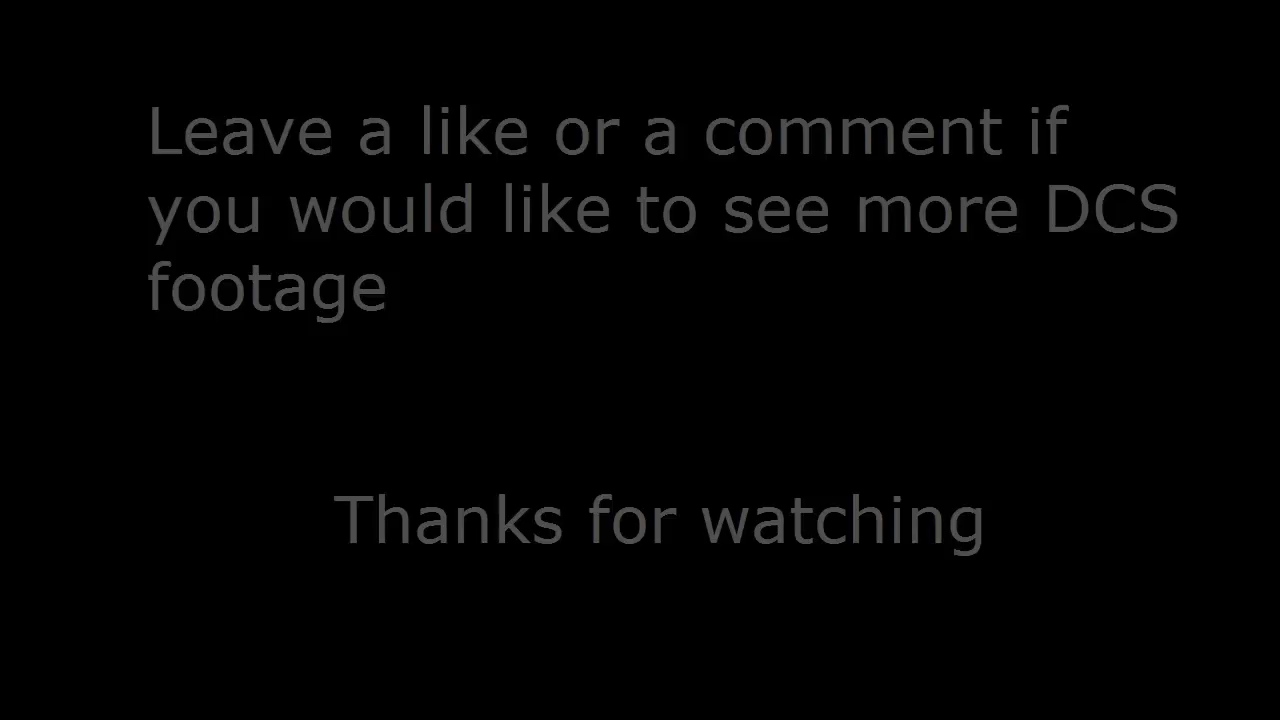 Leave a like or a comment if
you would like to see more DCS
footage
Thanks for watching